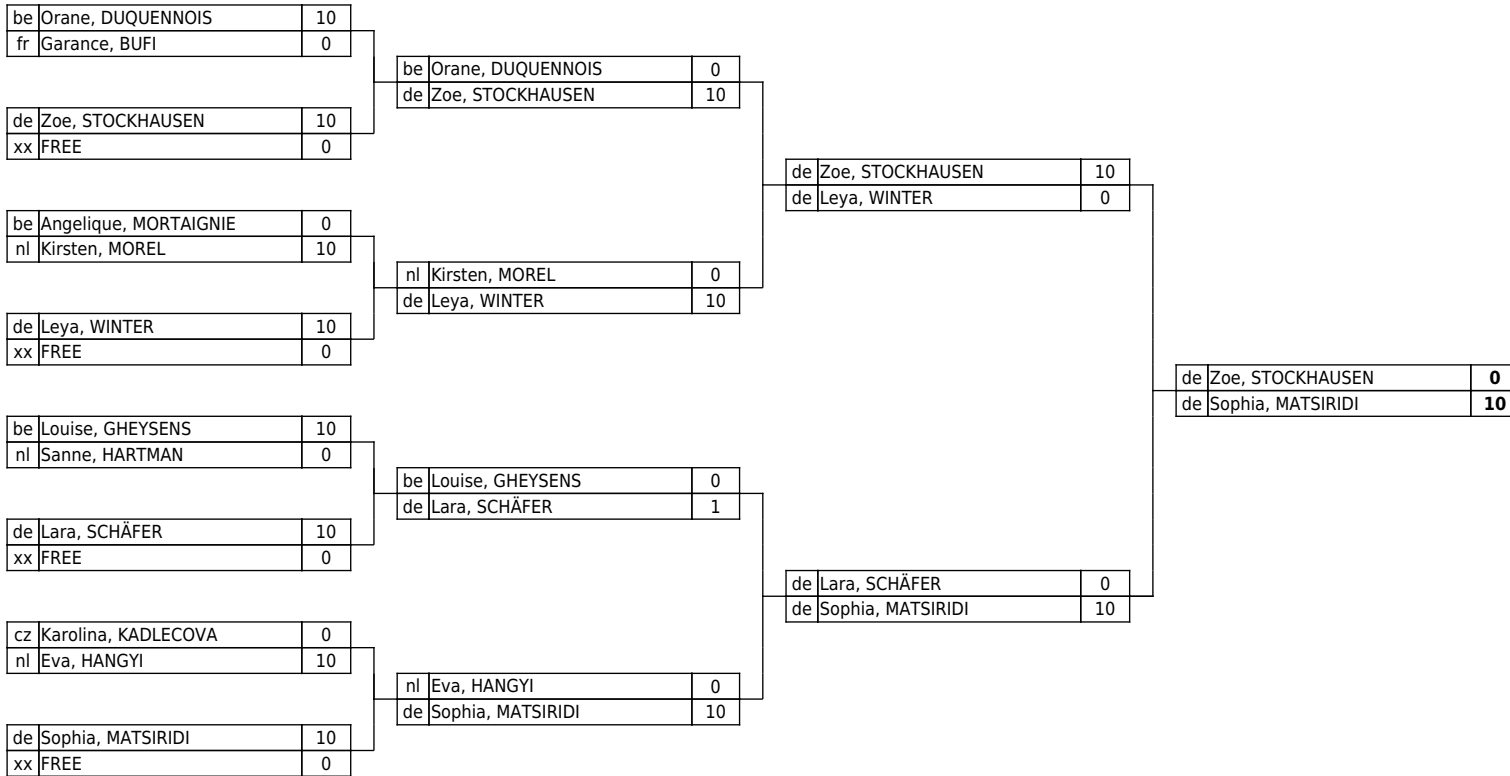 be Orane, DUQUENNOIS 10
fr Garance, BUFI 0
de Zoe, STOCKHAUSEN 10
xx FREE 0
be Angelique, MORTAIGNIE 0
nl Kirsten, MOREL 10
de Leya, WINTER 10
xx FREE 0
be Louise, GHEYSENS 10
nl Sanne, HARTMAN 0
de Lara, SCHÄFER 10
xx FREE 0
cz Karolina, KADLECOVA 0
nl Eva, HANGYI 10
de Sophia, MATSIRIDI 10
xx FREE 0
be Orane, DUQUENNOIS 0
de Zoe, STOCKHAUSEN 10
nl Kirsten, MOREL 0
de Leya, WINTER 10
be Louise, GHEYSENS 0
de Lara, SCHÄFER 1
nl Eva, HANGYI 0
de Sophia, MATSIRIDI 10
de Zoe, STOCKHAUSEN 10
de Leya, WINTER 0
de Lara, SCHÄFER 0
de Sophia, MATSIRIDI 10
de Zoe, STOCKHAUSEN 0
de Sophia, MATSIRIDI 10